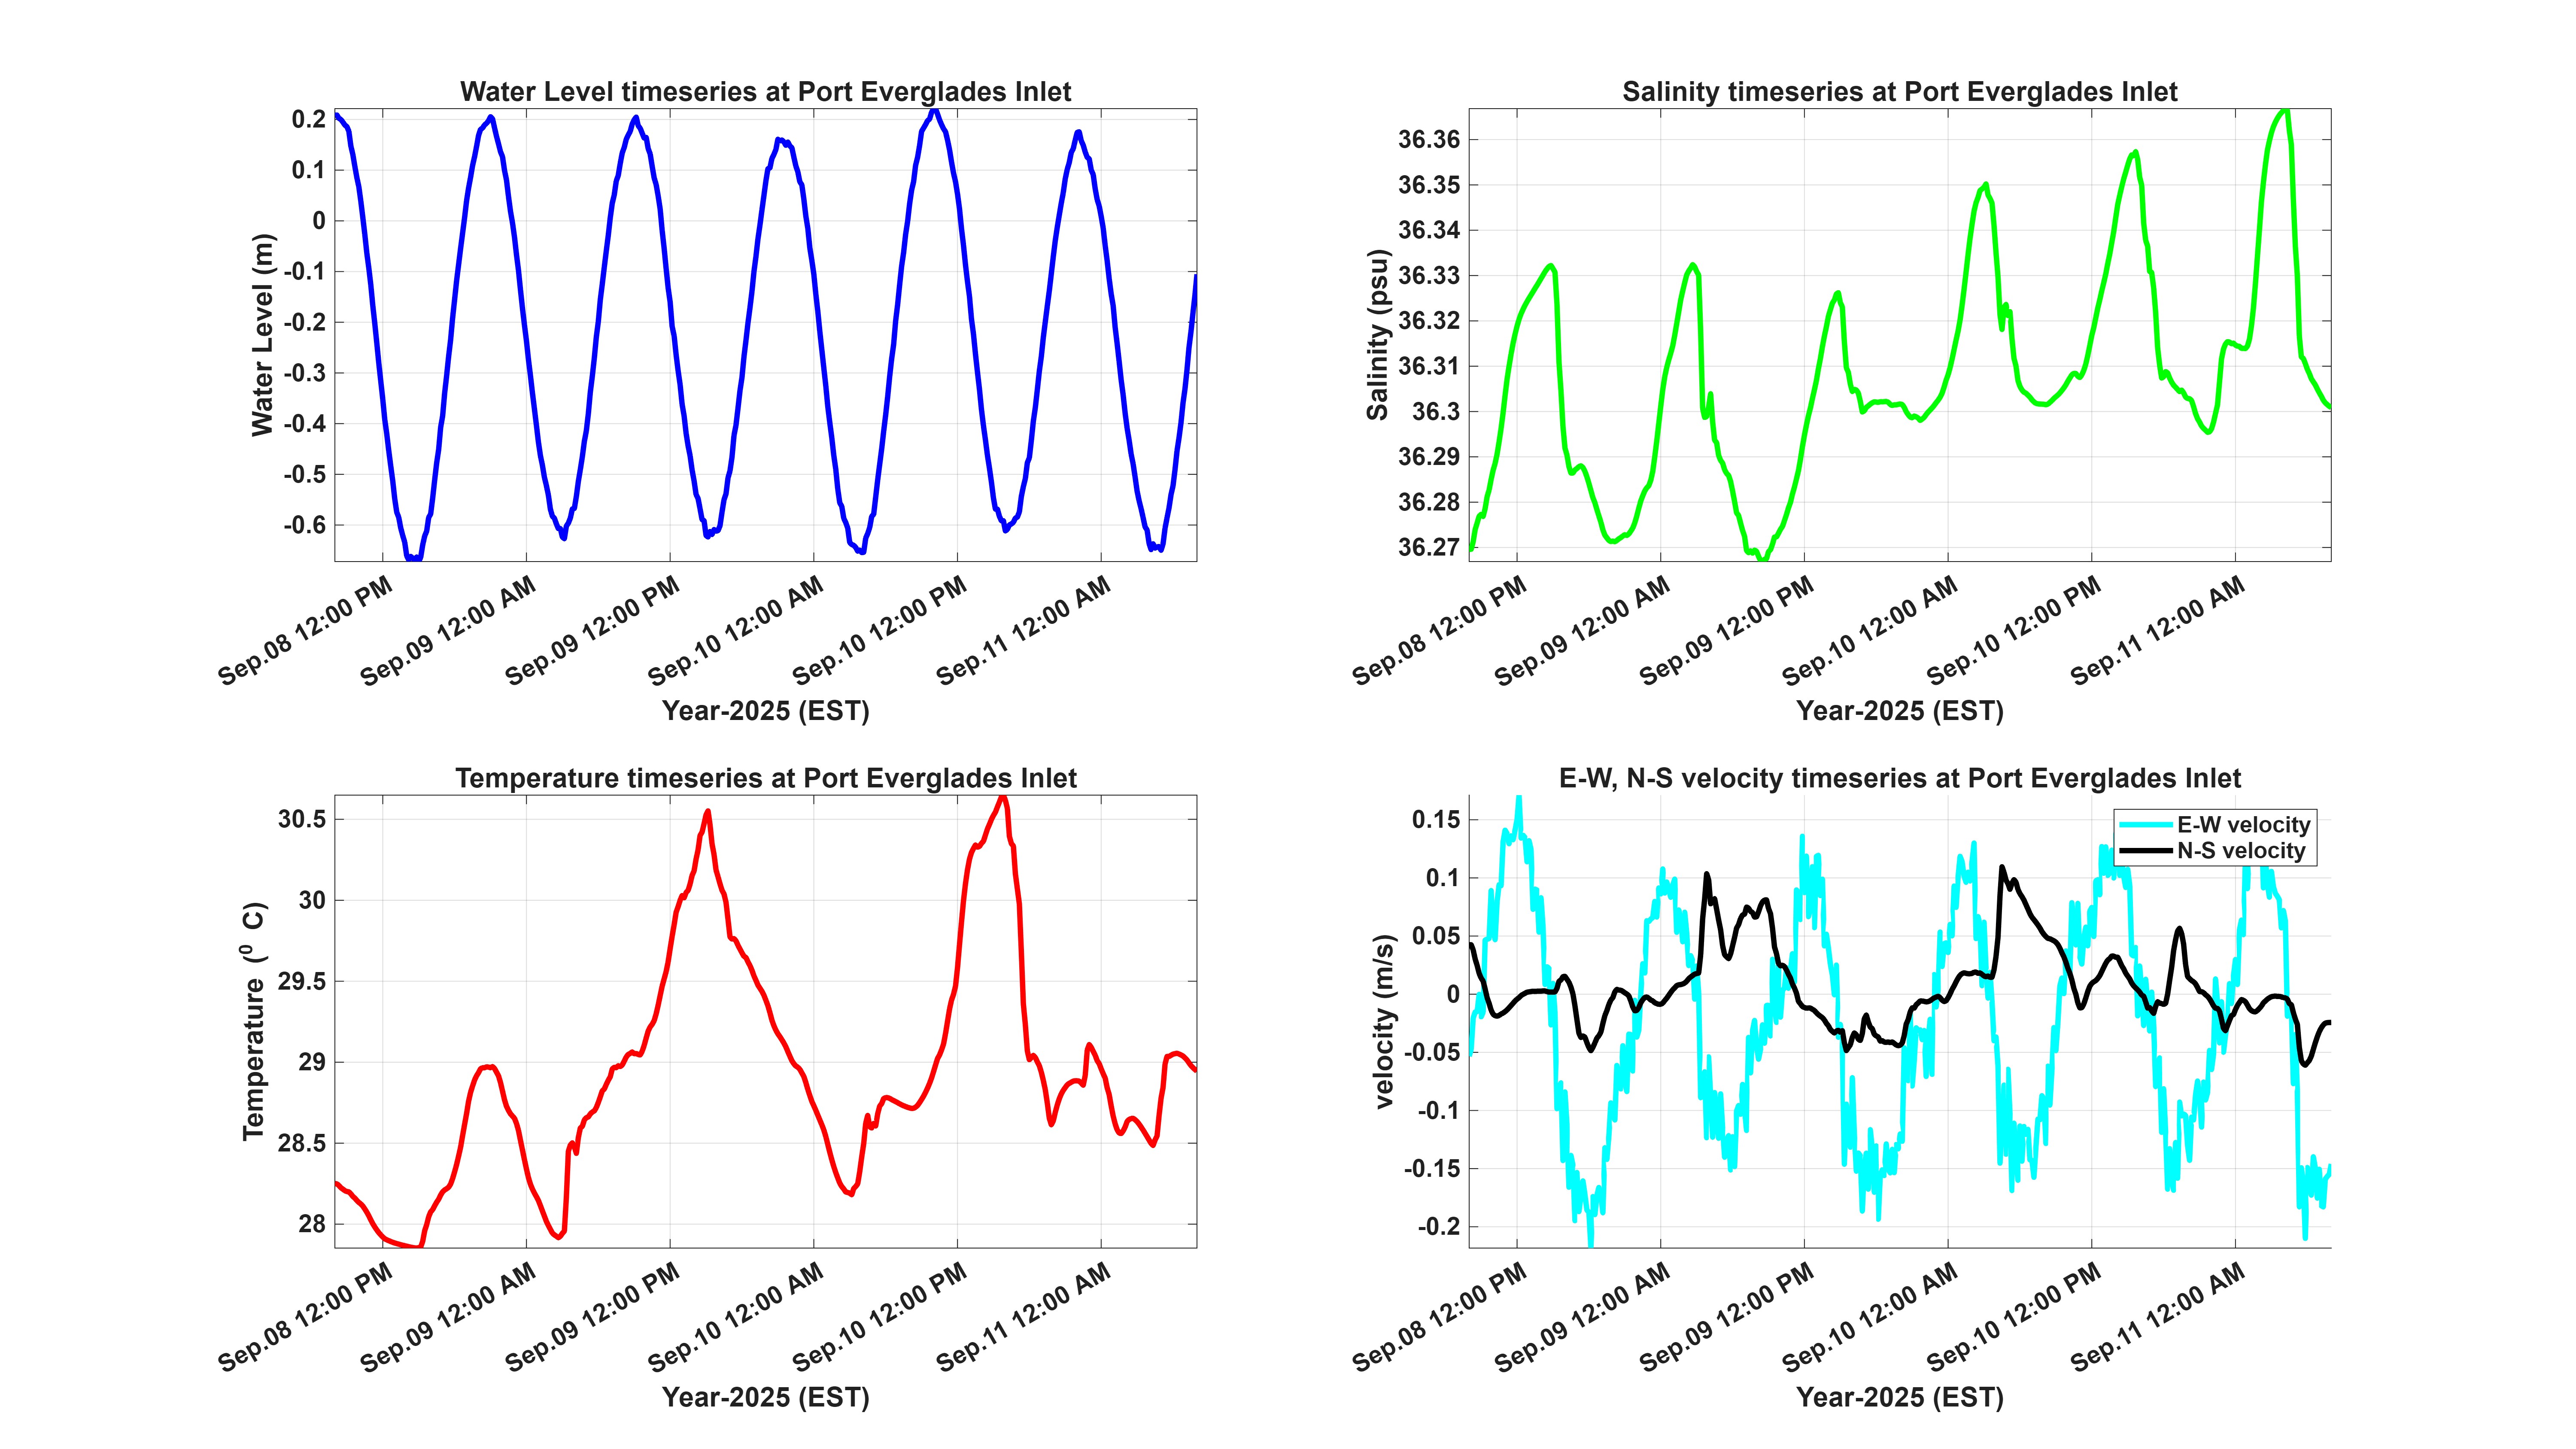 Water Level timeseries at Port Everglades Inlet
Water Level (m)
0.2
0.1
0
-0.1
-0.2
-0.3
-0.4
-0.5
-0.6
Sep.08 12:00 PM
Sep.09 12:00 AM
Sep.09 12:00 PM
Sep.10 12:00 AM
Sep.10 12:00 PM
Sep.11 12:00 AM
Year-2025 (EST)
Salinity timeseries at Port Everglades Inlet
Salinity (psu)
36.36
36.35
36.34
36.33
36.32
36.31
36.3
36.29
36.28
36.27
Sep.08 12:00 PM
Sep.09 12:00 AM
Sep.09 12:00 PM
Sep.10 12:00 AM
Sep.10 12:00 PM
Sep.11 12:00 AM
Year-2025 (EST)
Temperature timeseries at Port Everglades Inlet
Temperature (⁰ C)
30.5
30
29.5
29
28.5
28
Sep.08 12:00 PM
Sep.09 12:00 AM
Sep.09 12:00 PM
Sep.10 12:00 AM
Sep.10 12:00 PM
Sep.11 12:00 AM
Year-2025 (EST)
E-W, N-S velocity timeseries at Port Everglades Inlet
velocity (m/s)
0.15
0.1
0.05
0
-0.05
-0.1
-0.15
-0.2
E-W velocity
N-S velocity
Sep.08 12:00 PM
Sep.09 12:00 AM
Sep.09 12:00 PM
Sep.10 12:00 AM
Sep.10 12:00 PM
Sep.11 12:00 AM
Year-2025 (EST)